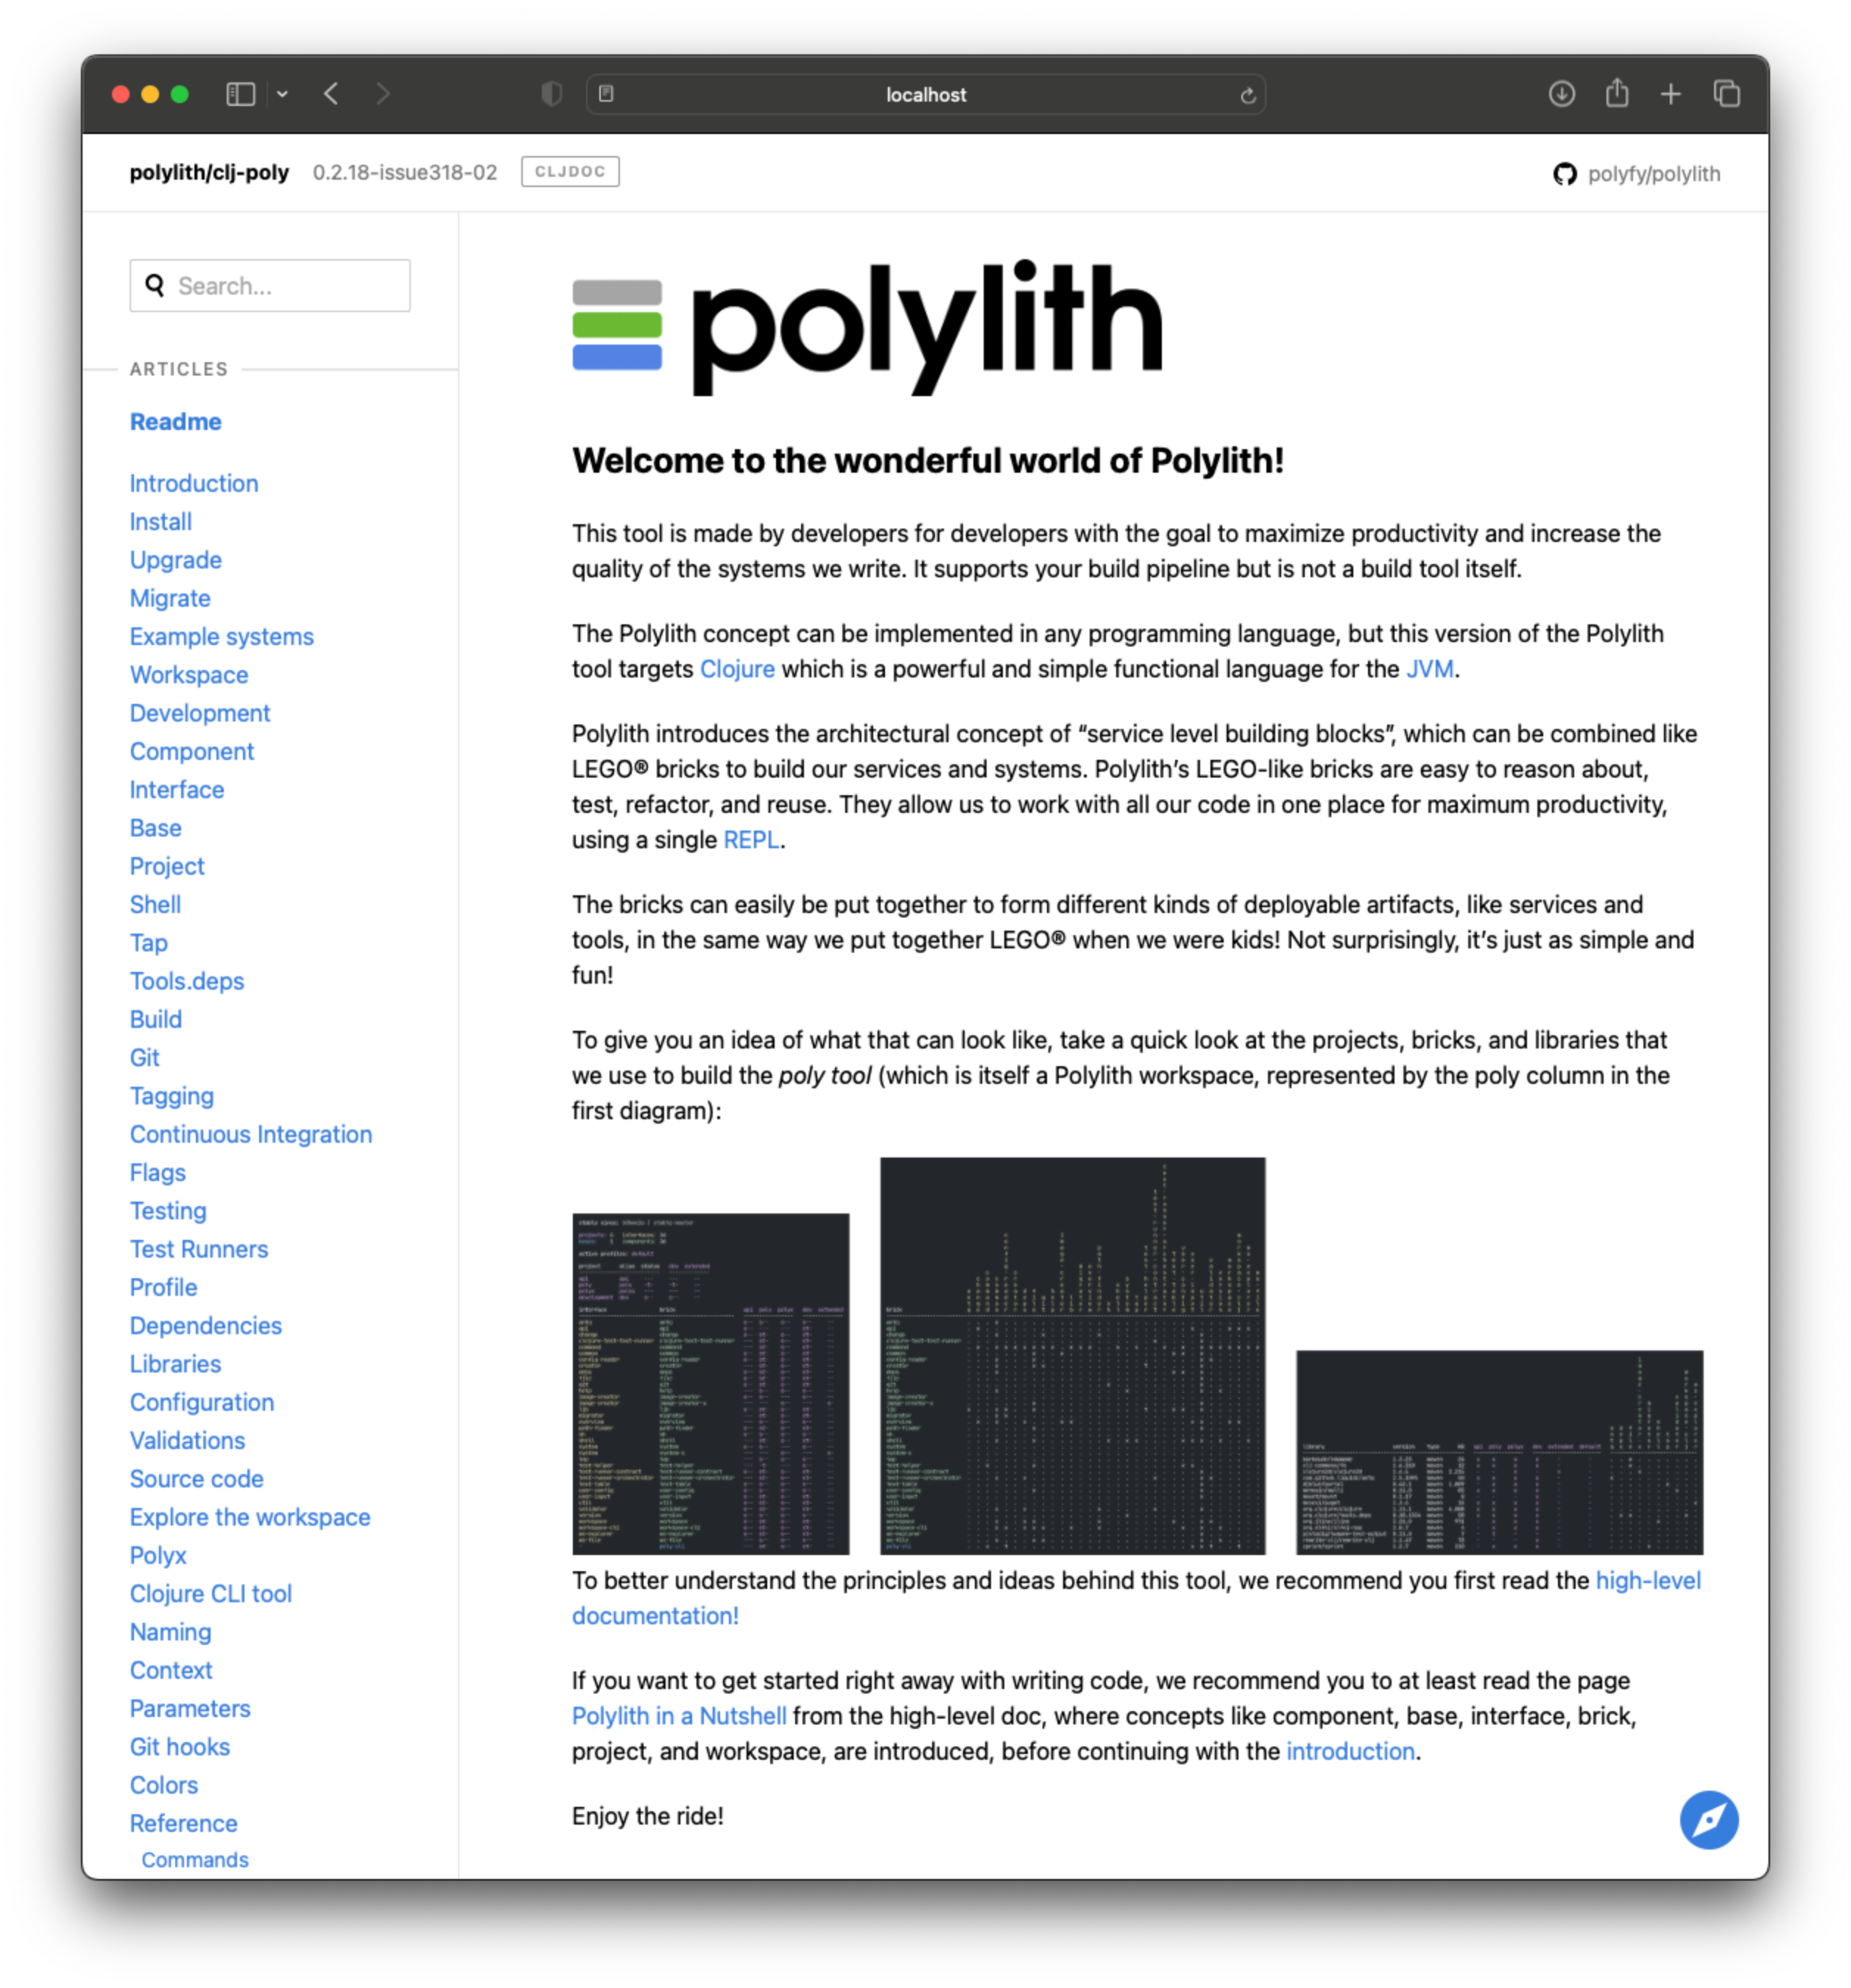 localhost
polylith/clj-poly 0.2.18-issue318-02 CLJDOC
polyfy/polylith
Search...
ARTICLES
Readme
Introduction
Install
Upgrade
Migrate
Example systems
Workspace
Development
Component
Interface
Base
Project
Shell
Tap
Tools.deps
Build
Git
Tagging
Continuous Integration
Flags
Testing
Test Runners
Profile
Dependencies
Libraries
Configuration
Validations
Source code
Explore the workspace
Polyx
Clojure CLI tool
Naming
Context
Parameters
Git hooks
Colors
Reference
Commands
polylith
Welcome to the wonderful world of Polylith!
This tool is made by developers for developers with the goal to maximize productivity and increase the
quality of the systems we write. It supports your build pipeline but is not a build tool itself.
The Polylith concept can be implemented in any programming language, but this version of the Polylith
tool targets Clojure which is a powerful and simple functional language for the JVM.
Polylith introduces the architectural concept of “service level building blocks”, which can be combined like
LEGO® bricks to build our services and systems. Polylith’s LEGO-like bricks are easy to reason about,
test, refactor, and reuse. They allow us to work with all our code in one place for maximum productivity,
using a single REPL.
The bricks can easily be put together to form different kinds of deployable artifacts, like services and
tools, in the same way we put together LEGO® when we were kids! Not surprisingly, it’s just as simple and
fun!
To give you an idea of what that can look like, take a quick look at the projects, bricks, and libraries that
we use to build the poly tool (which is itself a Polylith workspace, represented by the poly column in the
first diagram):
To better understand the principles and ideas behind this tool, we recommend you first read the high-level
documentation!
If you want to get started right away with writing code, we recommend you to at least read the page
Polylith in a Nutshell from the high-level doc, where concepts like component, base, interface, brick,
project, and workspace, are introduced, before continuing with the introduction.
Enjoy the ride!